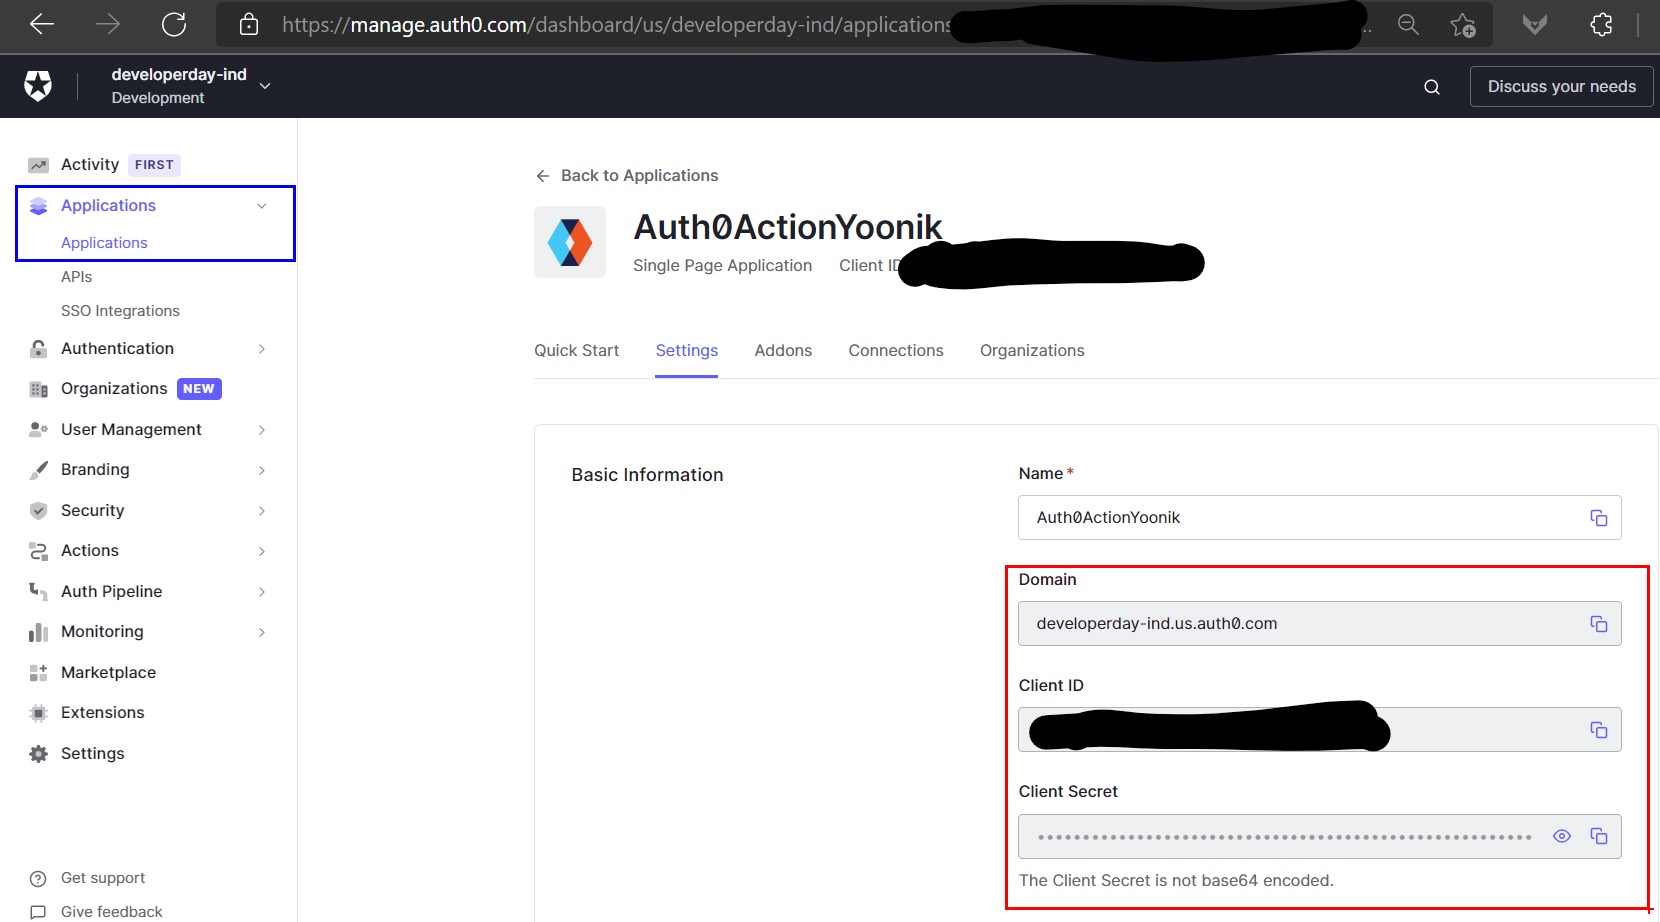 https://manage.auth0.com/dashboard/us/developerday-ind/applications
..
developerday-ind
Development
Discuss your needs
Activity FIRST
Applications
Applications
APIs
SSO Integrations
Authentication
Organizations NEW
User Management
Branding
Security
Actions
Auth Pipeline
Monitoring
Marketplace
Extensions
Settings
Get support
Give feedback
Back to Applications
Auth0ActionYoonik
Single Page Application Client ID
Quick Start Settings Addons Connections Organizations
Basic Information
Name *
Auth0ActionYoonik
Domain
developerday-ind.us.auth0.com
Client ID
Client Secret
The Client Secret is not base64 encoded.